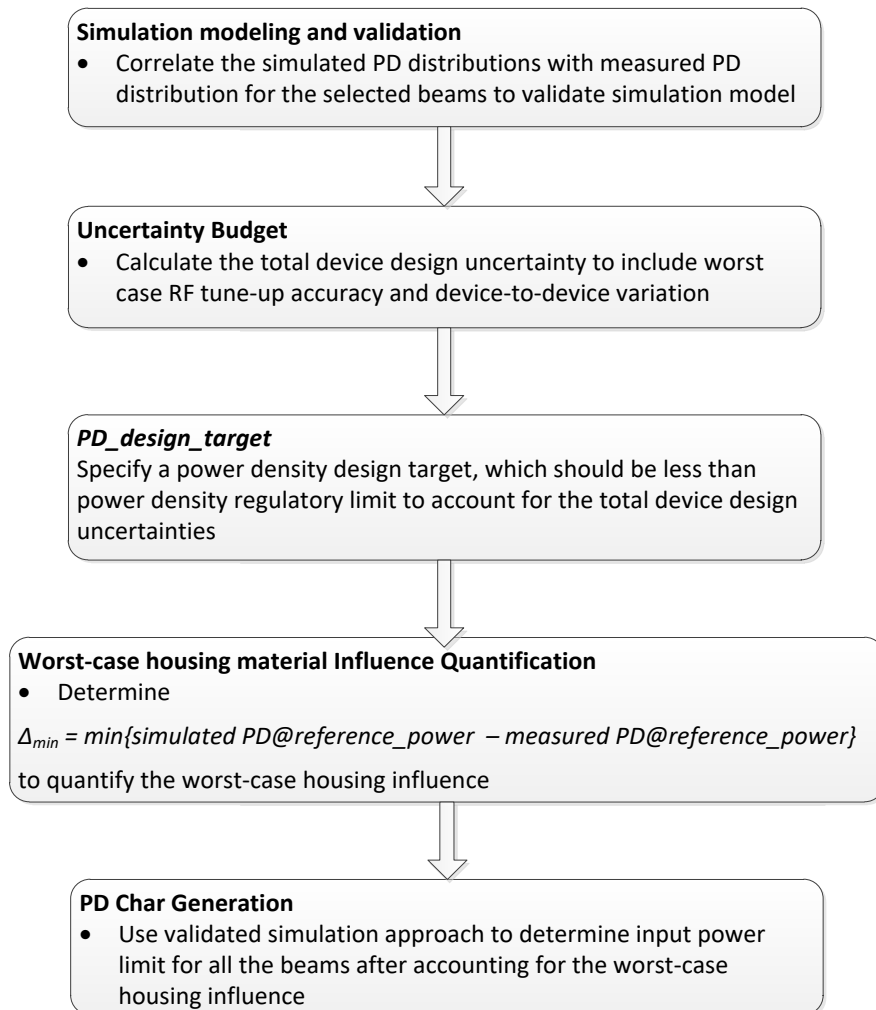 Simulation modeling and validation
• Correlate the simulated PD distributions with measured PD
distribution for the selected beams to validate simulation model
Uncertainty Budget
• Calculate the total device design uncertainty to include worst
case RF tune-up accuracy and device-to-device variation
PD_design_target
Specify a power density design target, which should be less than
power density regulatory limit to account for the total device design
uncertainties
Worst-case housing material Influence Quantification
• Determine
Δmin = min{simulated PD@reference_power – measured PD@reference_power}
to quantify the worst-case housing influence
PD Char Generation
• Use validated simulation approach to determine input power
limit for all the beams after accounting for the worst-case
housing influence